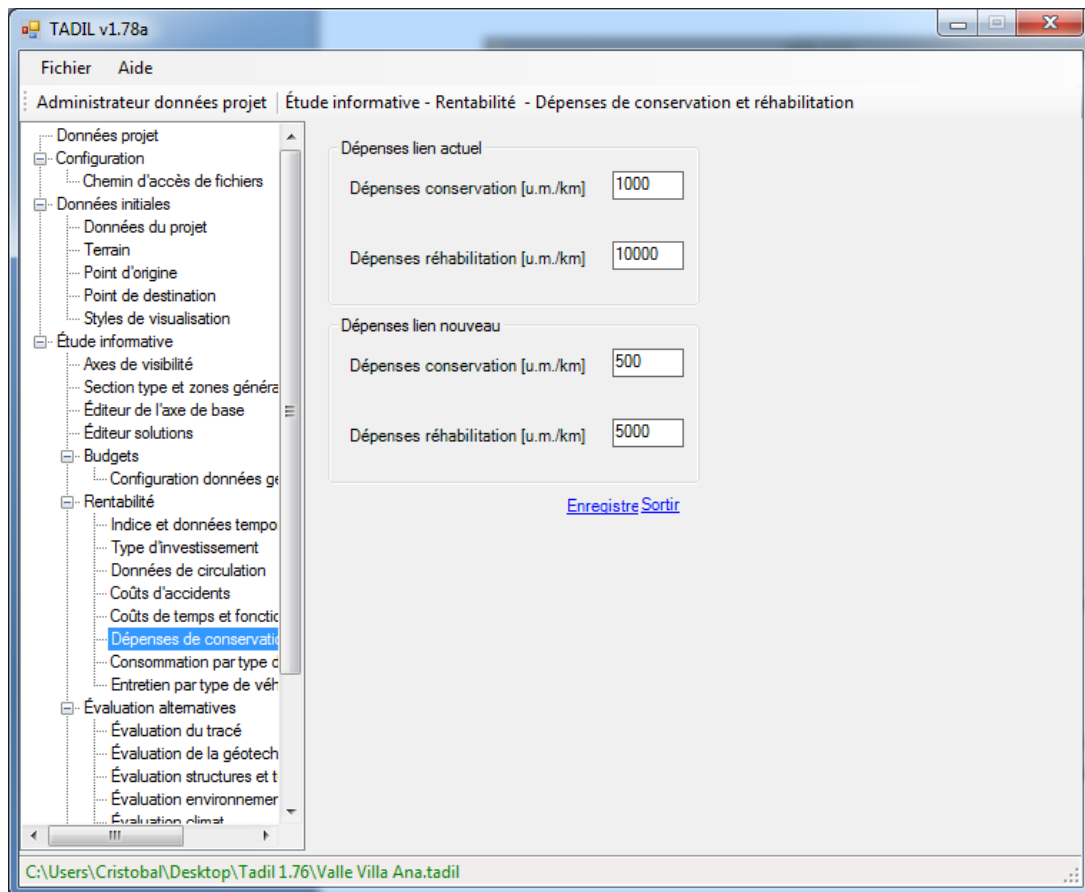 TADIL v1.78a
Fichier Aide
Administrateur données projet Étude informative - Rentabilité - Dépenses de conservation et réhabilitation
Données projet
Configuration
Chemin d'accès de fichiers
Données initiales
Données du projet
Terrain
Point d'origine
Point de destination
Styles de visualisation
Étude informative
Axes de visibilité
Section type et zones généra
Éditeur de l'axe de base
Éditeur solutions
Budgets
Configuration données gé
Rentabilité
Indice et données tempo
Type d'investissement
Données de circulation
Coûts d'accidents
Coûts de temps et fonctio
Dépenses de conservatio
Consommation par type d
Entretien par type de véh
Évaluation alternatives
Évaluation du tracé
Évaluation de la géotech
Évaluation structures et t
Évaluation environnemer
Évaluation climat
Dépenses lien actuel
Dépenses conservation [u.m./km] 1000
Dépenses réhabilitation [u.m./km] 10000
Dépenses lien nouveau
Dépenses conservation [u.m./km] 500
Dépenses réhabilitation [u.m./km] 5000
Enregistre Sortir
C:\Users\Cristobal\Desktop\Tadil 1.76\Valle Villa Ana.tadil